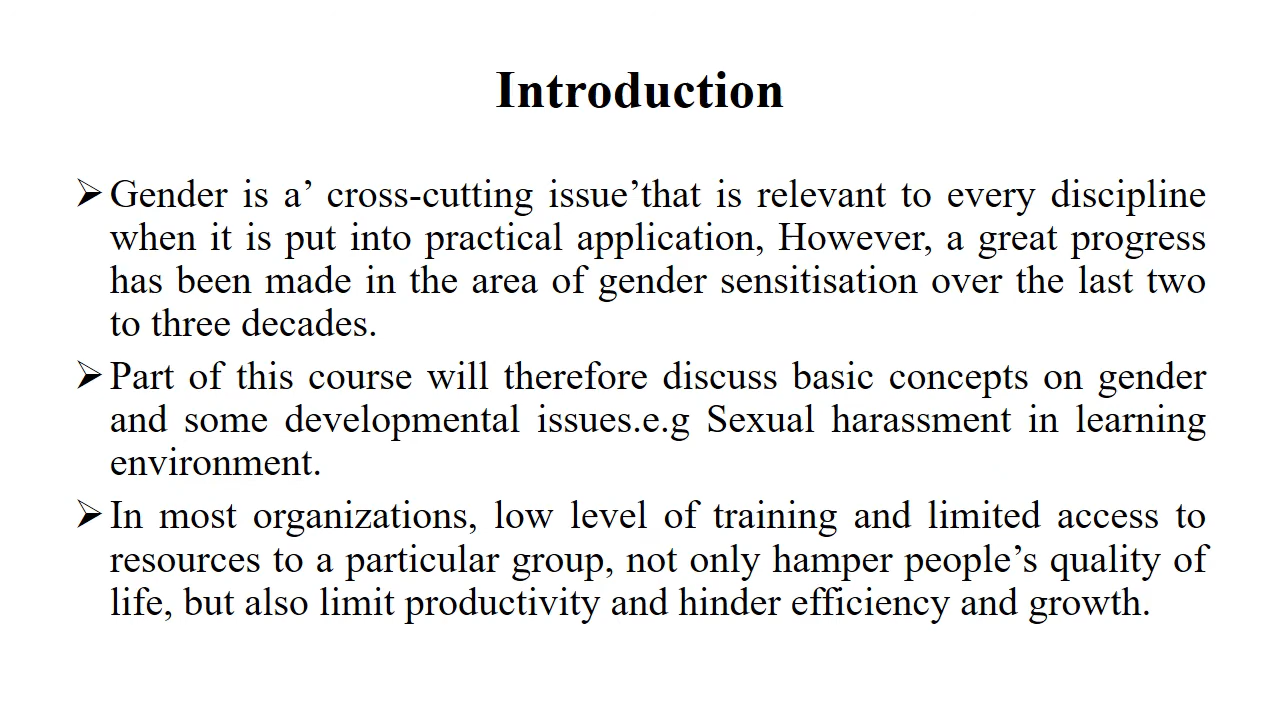 Introduction
➢Gender is a’ cross-cutting issue’that is relevant to every discipline
when it is put into practical application, However, a great progress
has been made in the area of gender sensitisation over the last two
to three decades.
➢Part of this course will therefore discuss basic concepts on gender
and some developmental issues.e.g Sexual harassment in learning
environment.
➢In most organizations, low level of training and limited access to
resources to a particular group, not only hamper people’s quality of
life, but also limit productivity and hinder efficiency and growth.